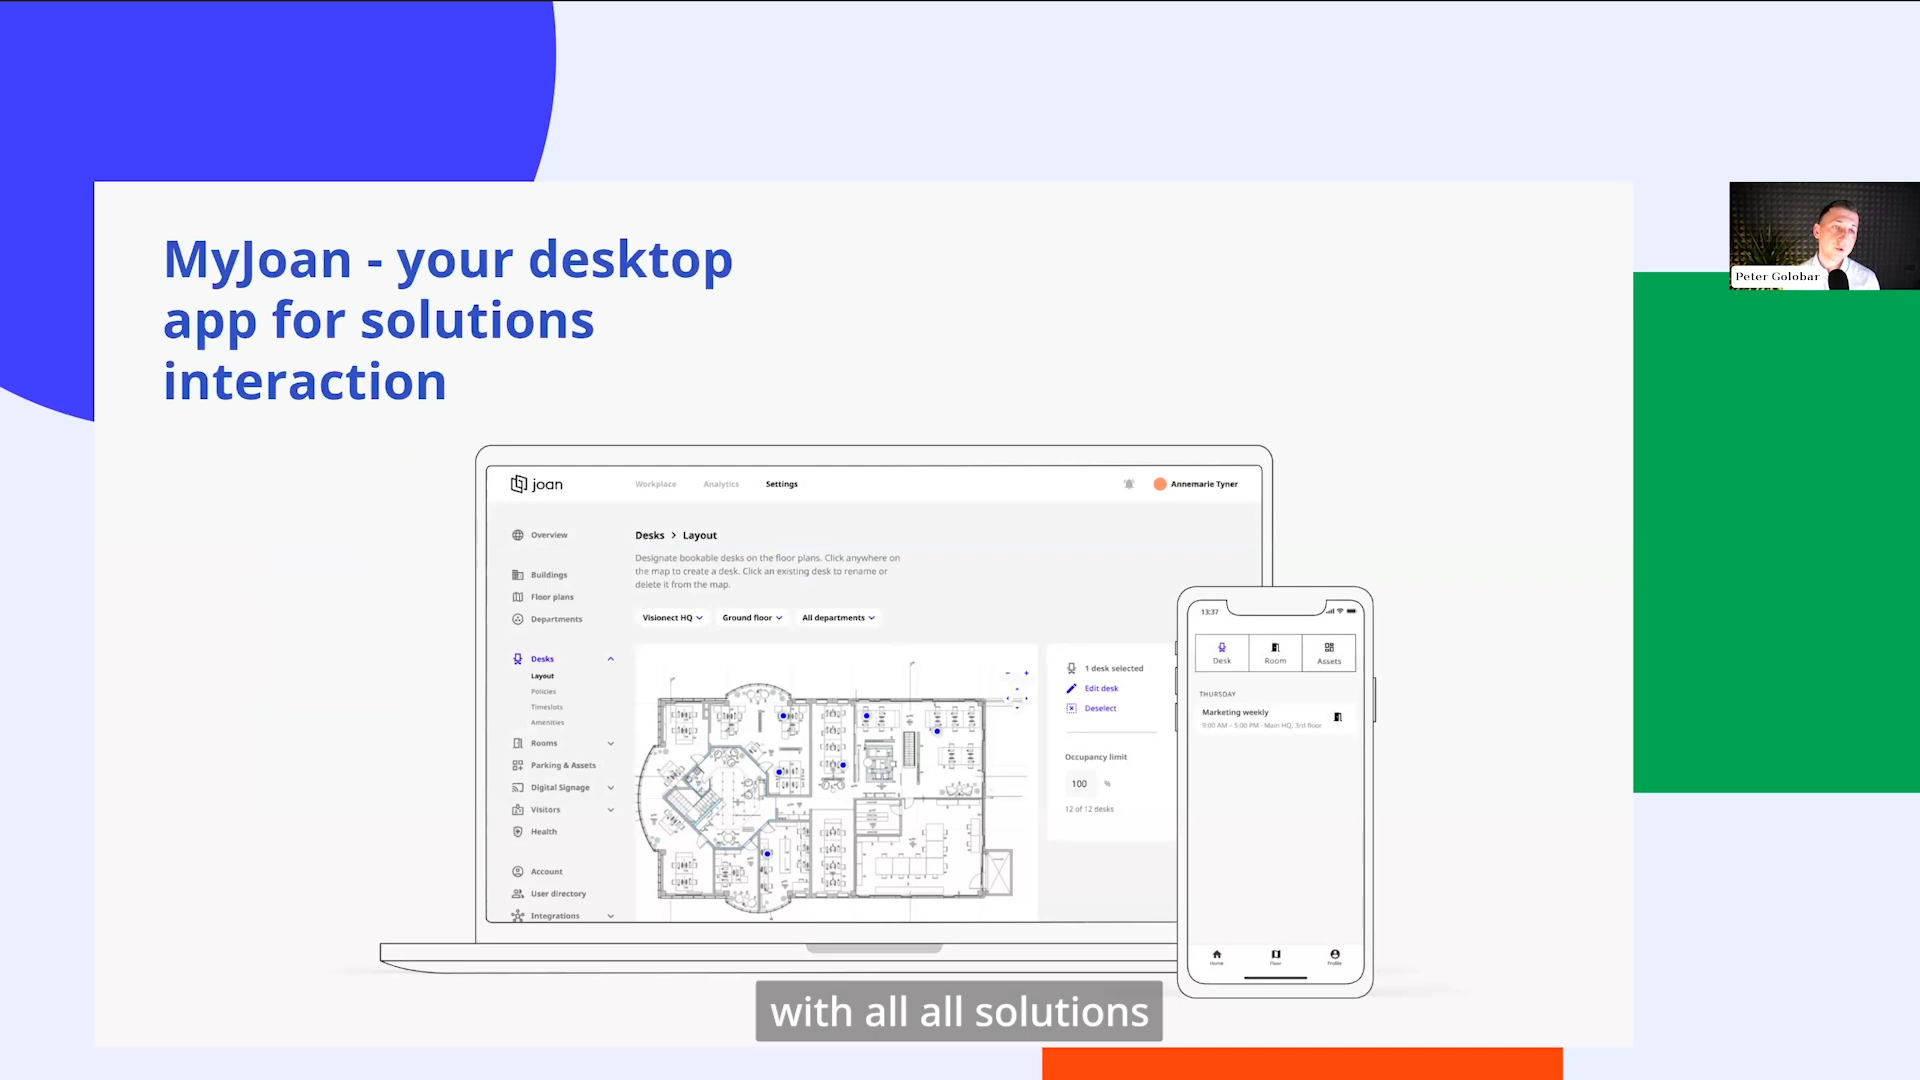 MyJoan - your desktop
app for solutions
interaction
Peter Golobar
joan
Workplace
Analytics
Settings
Annemarie Tyner
Overview
Buildings
Floor plans
Departments
Desks
Layout
Policies
Timeslots
Amenities
Rooms
Parking & Assets
Digital Signage
Visitors
Health
Account
User directory
Integrations
Desks > Layout
Designate bookable desks on the floor plans. Click anywhere on
the map to create a desk. Click an existing desk to rename or
delete it from the map.
Visionect HQ
Ground floor
All departments
1 desk selected
Edit desk
Deselect
Occupancy limit
100 %
12 of 12 desks
13:37
Desk
Room
Assets
THURSDAY
Marketing weekly
9:00 AM – 5:00 PM · Main HQ, 3rd floor
Home
Floor
Profile
with all all solutions